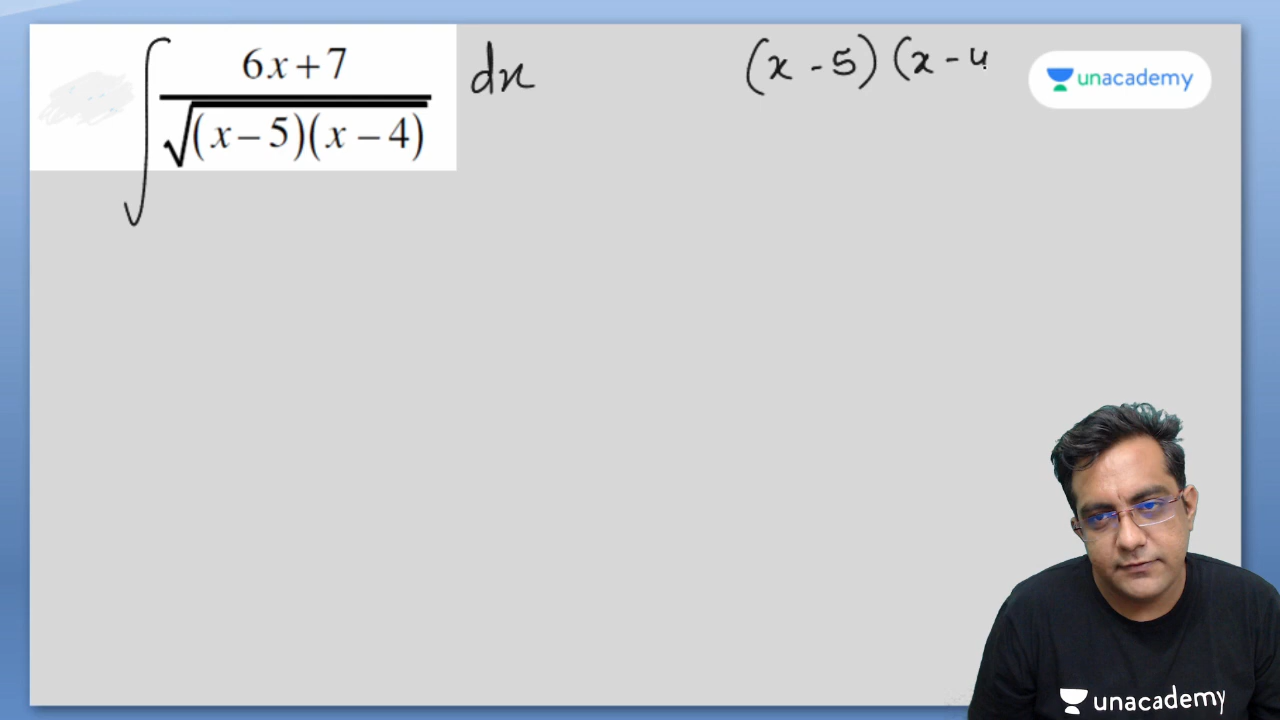 ∫ 6x+7 / √(x−5)(x−4) dx
(x-5)(x-4
unacademy
unacademy